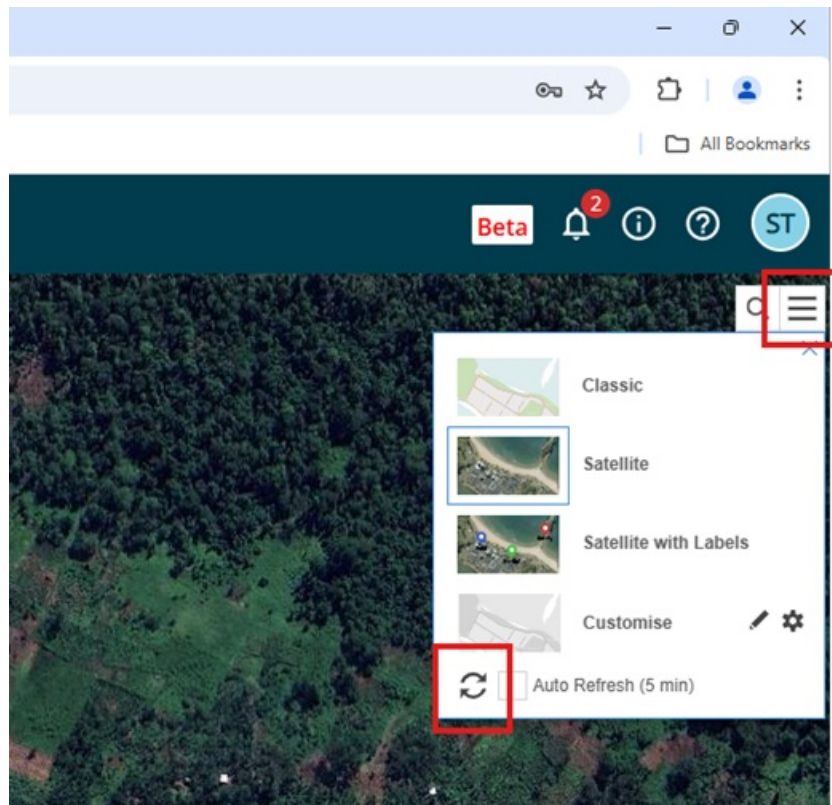 All Bookmarks
Beta
2
ST
Classic
Satellite
Satellite with Labels
Customise
Auto Refresh (5 min)